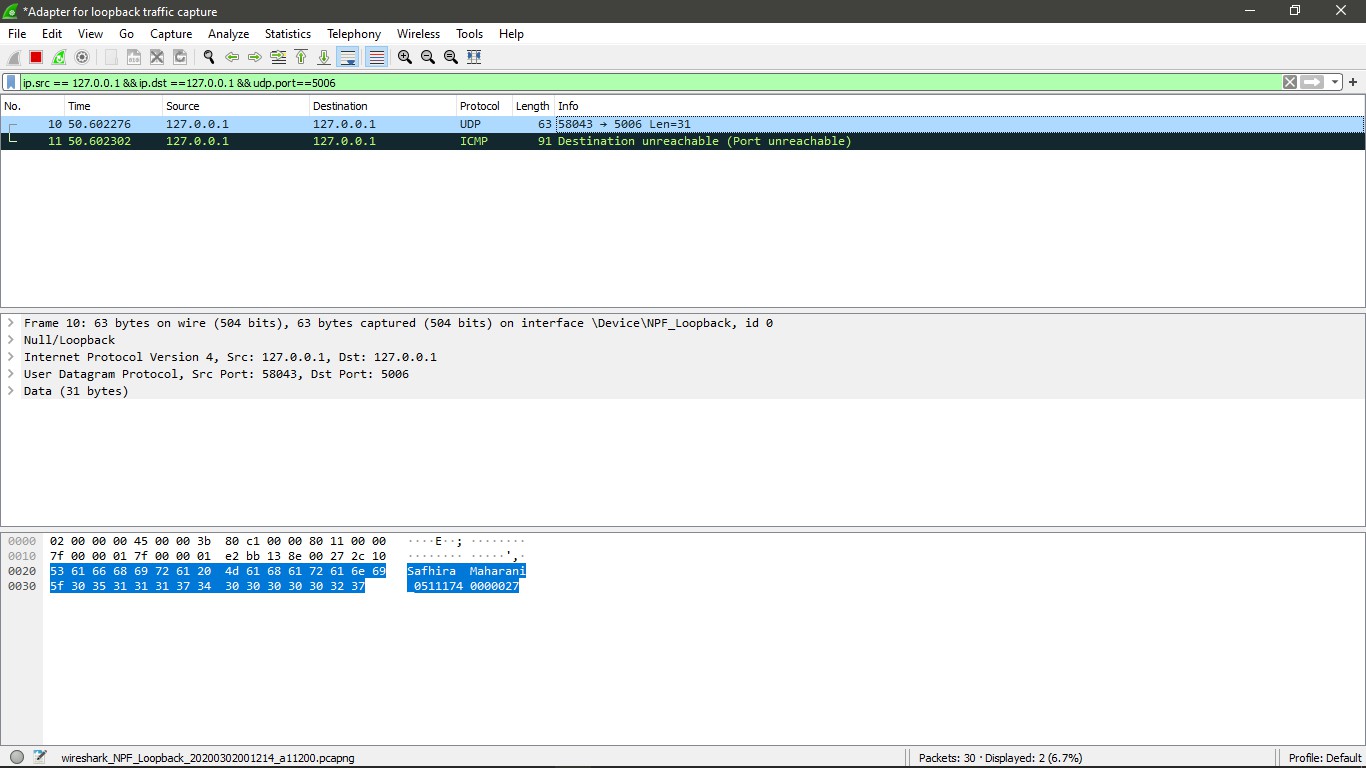 *Adapter for loopback traffic capture
File Edit View Go Capture Analyze Statistics Telephony Wireless Tools Help
ip.src == 127.0.0.1 && ip.dst ==127.0.0.1 && udp.port==5006
No. Time Source Destination Protocol Length Info
10 50.602276 127.0.0.1 127.0.0.1 UDP 63 58043 → 5006 Len=31
11 50.602302 127.0.0.1 127.0.0.1 ICMP 91 Destination unreachable (Port unreachable)
Frame 10: 63 bytes on wire (504 bits), 63 bytes captured (504 bits) on interface \Device\NPF_Loopback, id 0
Null/Loopback
Internet Protocol Version 4, Src: 127.0.0.1, Dst: 127.0.0.1
User Datagram Protocol, Src Port: 58043, Dst Port: 5006
Data (31 bytes)
0000 02 00 00 00 45 00 00 3b 80 c1 00 00 80 11 00 00 ····E··; ········
0010 7f 00 00 01 7f 00 00 01 e2 bb 13 8e 00 27 2c 10 ········ ·····',·
0020 53 61 66 68 69 72 61 20 4d 61 68 61 72 61 6e 69 Safhira Maharani
0030 5f 30 35 31 31 31 37 34 30 30 30 30 30 32 37 _0511174 0000027
wireshark_NPF_Loopback_20200302001214_a11200.pcapng Packets: 30 · Displayed: 2 (6.7%) Profile: Default